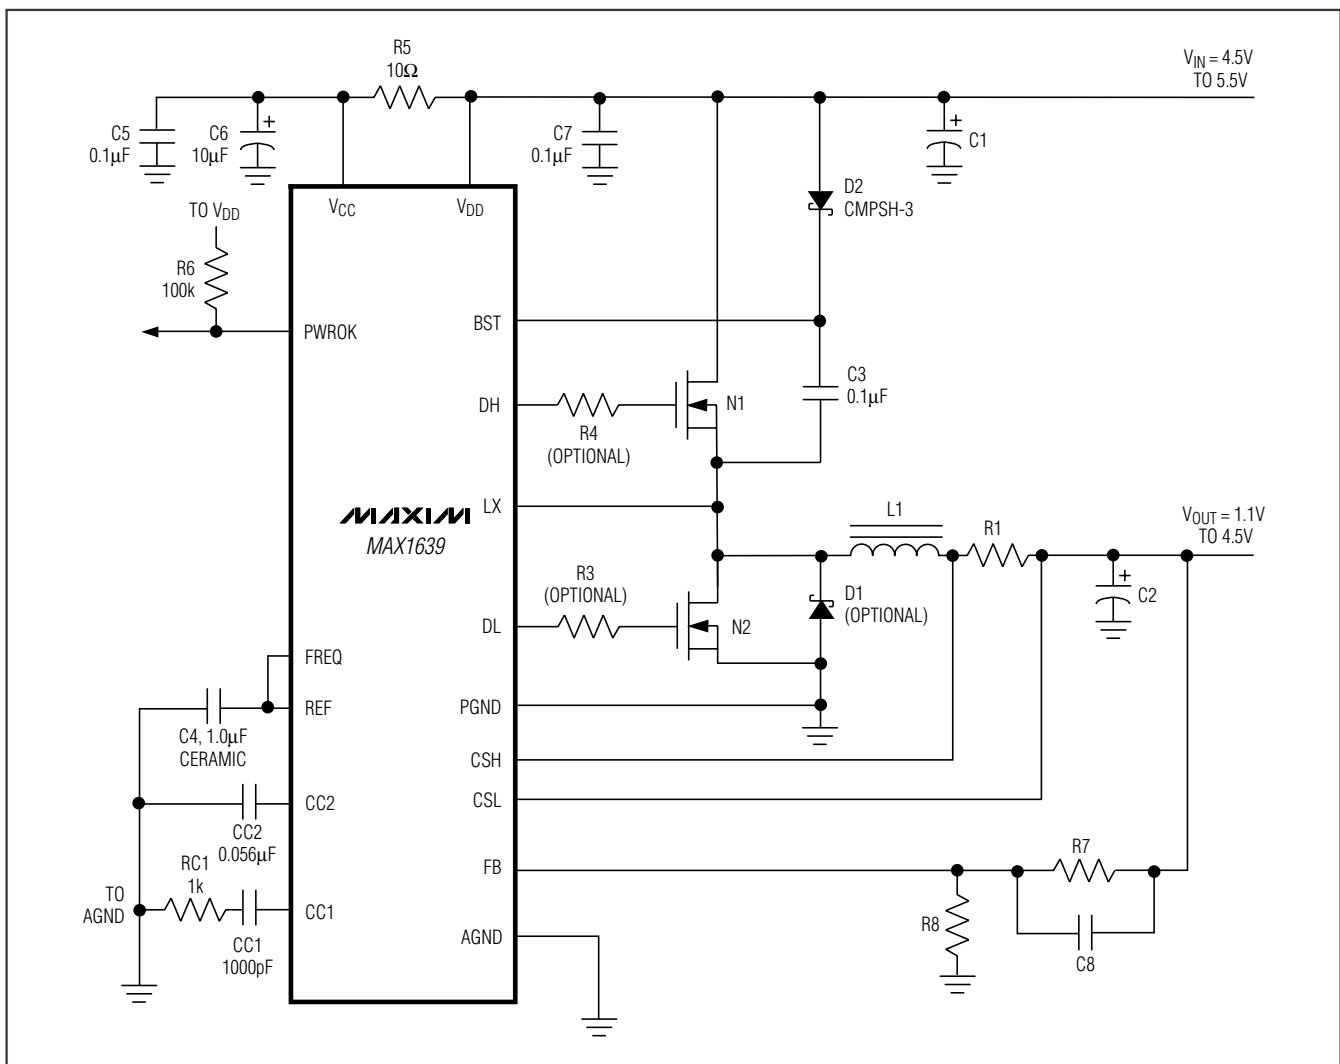 R5
10Ω
V_IN = 4.5V
TO 5.5V
C5
0.1µF
C6
10µF
+
C7
0.1µF
+
C1
TO V_DD
V_CC
V_DD
D2
CMPSH-3
R6
100k
PWROK
BST
DH
R4
(OPTIONAL)
N1
C3
0.1µF
LX
MAXIM
MAX1639
L1
R1
V_OUT = 1.1V
TO 4.5V
R3
(OPTIONAL)
DL
N2
D1
(OPTIONAL)
+
C2
FREQ
REF
C4, 1.0µF
CERAMIC
PGND
CSH
CSL
CC2
CC2
0.056µF
FB
R7
C8
R8
RC1
1k
TO
AGND
CC1
CC1
1000pF
AGND